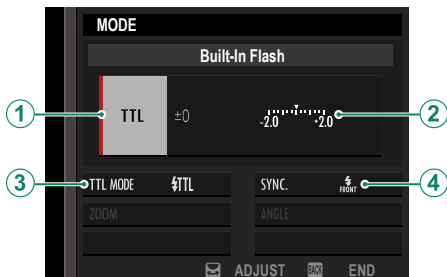 MODE
Built-In Flash
1 TTL ±0 -2.0 +2.0 2
3 TTL MODE TTL SYNC. FRONT 4
ZOOM ANGLE
ADJUST BACK END